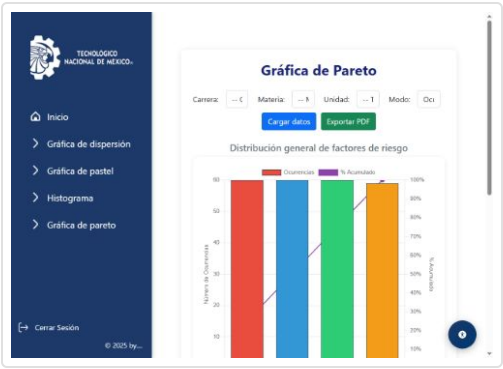 TECNOLÓGICO
NACIONAL DE MÉXICO®
Inicio
Gráfica de dispersión
Gráfica de pastel
Histograma
Gráfica de pareto
Cerrar Sesión
© 2025 by...
Gráfica de Pareto
Carrera: -- C Materia: -- M Unidad: -- T Modo: Ocu
Cargar datos Exportar PDF
Distribución general de factores de riesgo
Ocurrencias % Acumulado
Número de Ocurrencias
60
50
40
30
20
10
100%
90%
80%
70%
60%
50%
40%
30%
20%
10%
% Acumulado